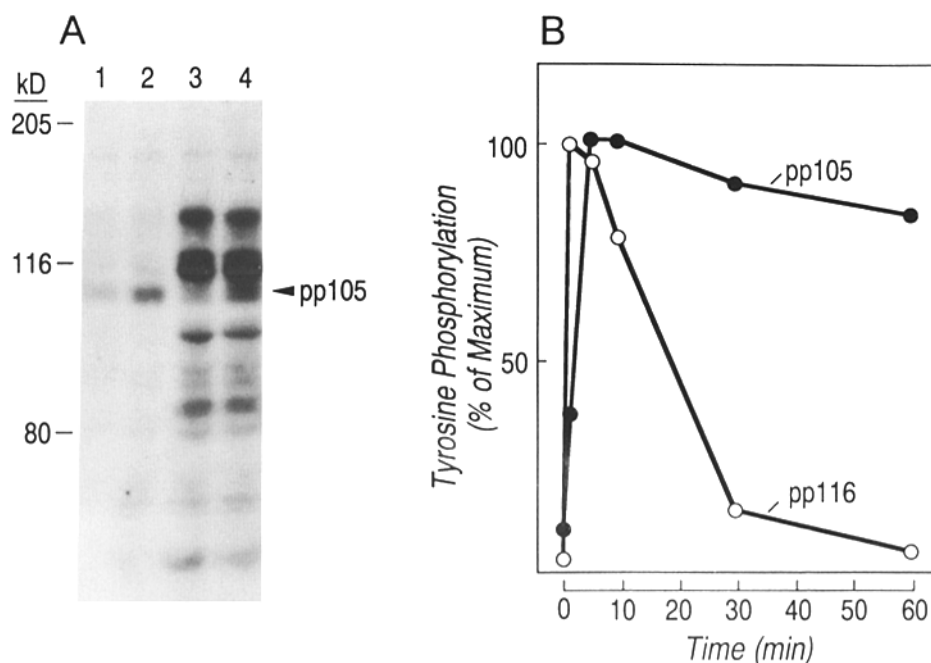 A
1 2 3 4
kD
205
116
80
pp105
B
Tyrosine Phosphorylation
(% of Maximum)
100
50
pp105
pp116
0 10 20 30 40 50 60
Time (min)